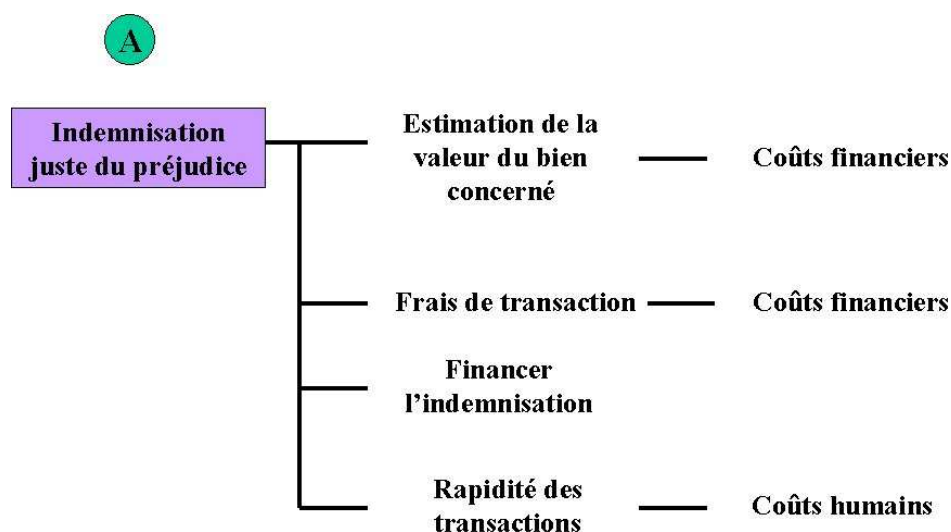 A
Indemnisation
juste du préjudice
Estimation de la
valeur du bien
concerné
Coûts financiers
Frais de transaction
Coûts financiers
Financer
l'indemnisation
Rapidité des
transactions
Coûts humains